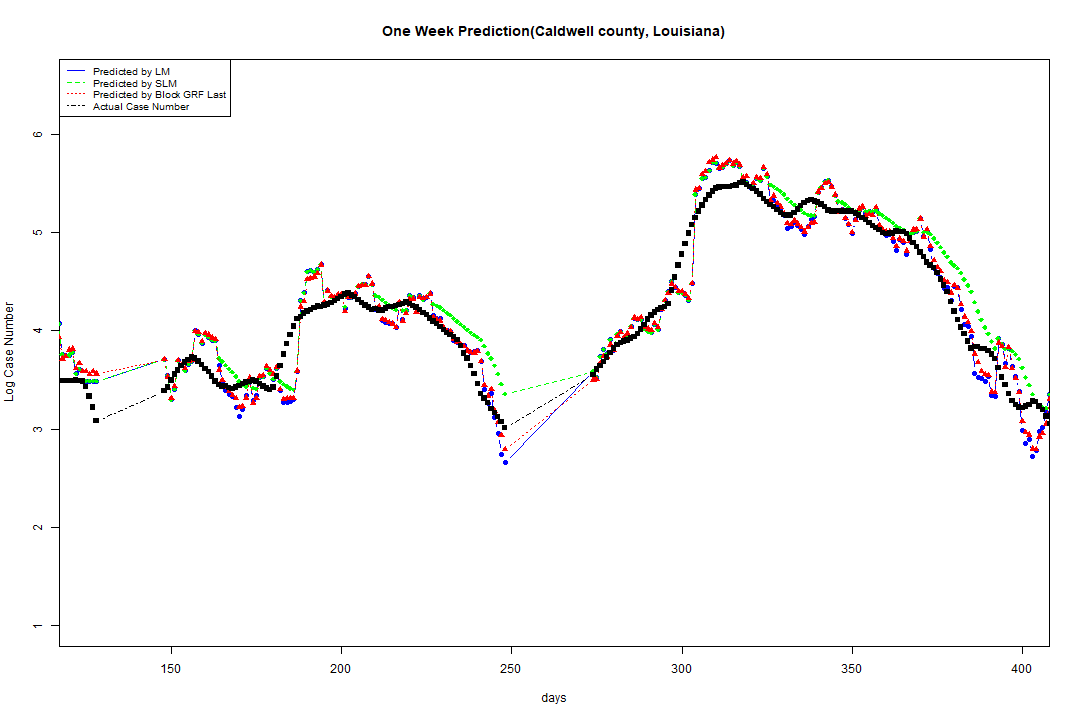 One Week Prediction(Caldwell county, Louisiana)
Predicted by LM
Predicted by SLM
Predicted by Block GRF Last
Actual Case Number
Log Case Number
6
5
4
3
2
1
150 200 250 300 350 400
days